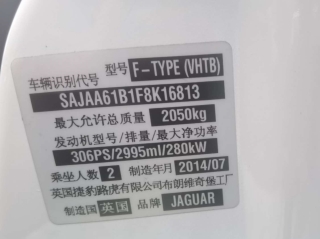 型号 F-TYPE (VHTB)
车辆识别代号
SAJAA61B1F8K16813
最大允许总质量 2050kg
发动机型号/排量/最大净功率
306PS/2995ml/280kW
乘坐人数 2 制造年月 2014/07
英国捷豹路虎有限公司布朗维奇堡工厂
制造国 英国 品牌 JAGUAR